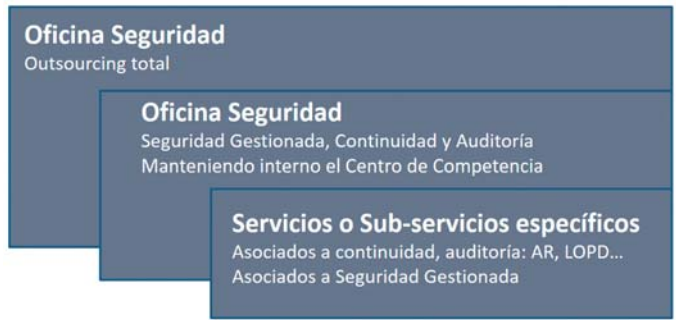 Oficina Seguridad
Outsourcing total
Oficina Seguridad
Seguridad Gestionada, Continuidad y Auditoría
Manteniendo interno el Centro de Competencia
Servicios o Sub-servicios específicos
Asociados a continuidad, auditoría: AR, LOPD...
Asociados a Seguridad Gestionada